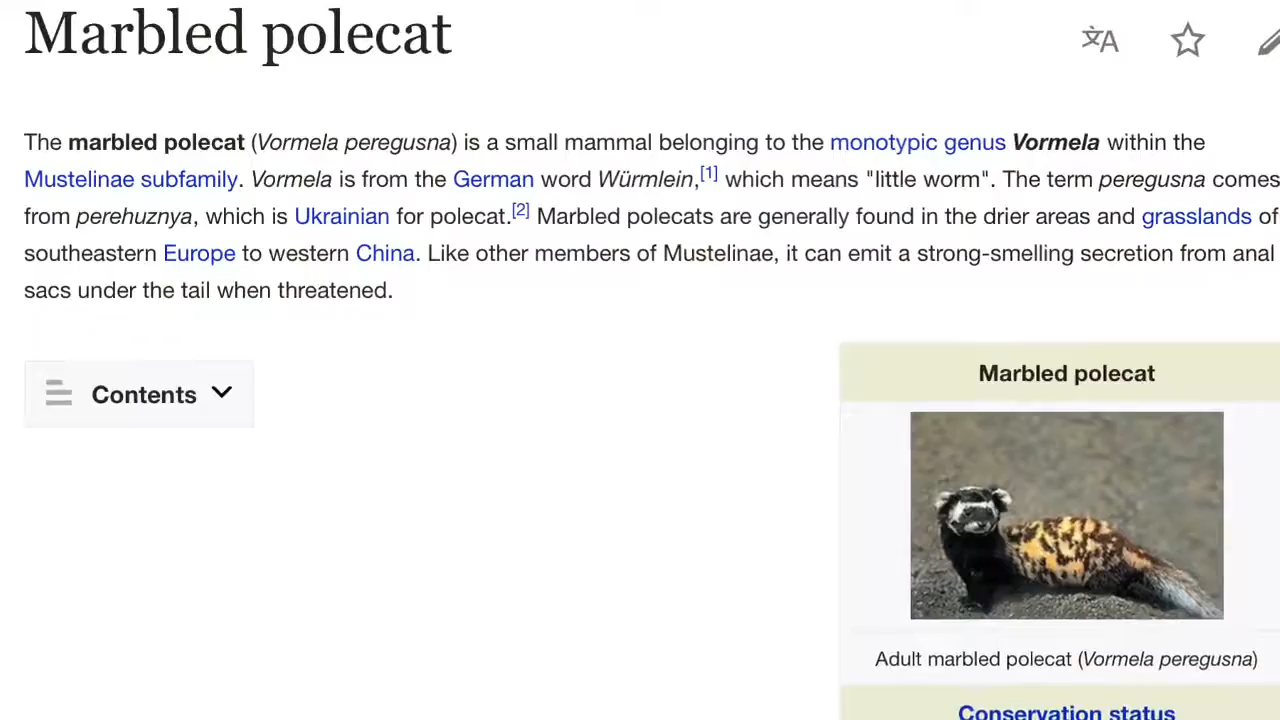 Marbled polecat
The marbled polecat (Vormela peregusna) is a small mammal belonging to the monotypic genus Vormela within the
Mustelinae subfamily. Vormela is from the German word Würmlein,[1] which means "little worm". The term peregusna comes
from perehuznya, which is Ukrainian for polecat.[2] Marbled polecats are generally found in the drier areas and grasslands of
southeastern Europe to western China. Like other members of Mustelinae, it can emit a strong-smelling secretion from anal
sacs under the tail when threatened.
Contents
Marbled polecat
Adult marbled polecat (Vormela peregusna)
Conservation status